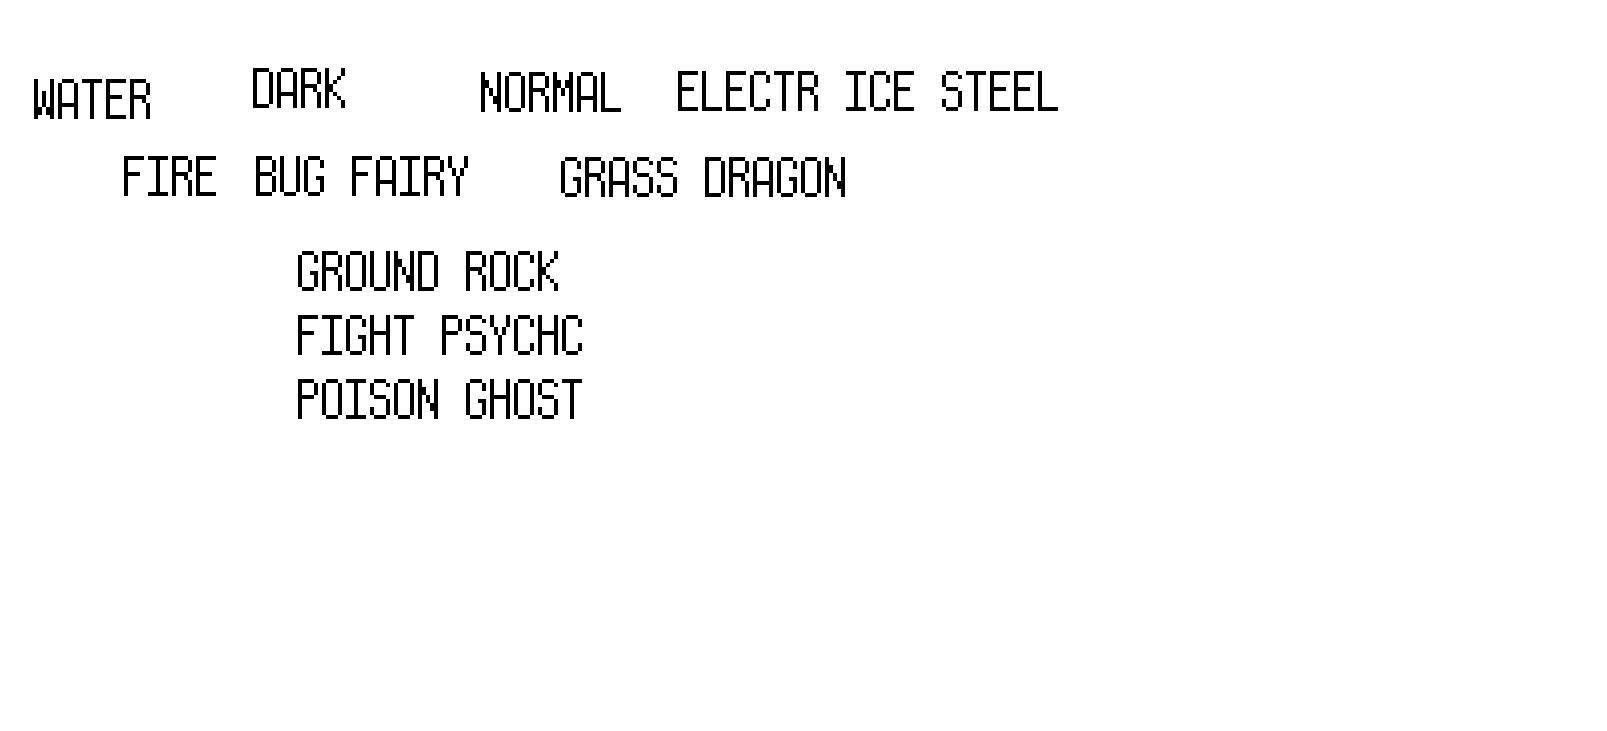 WATER DARK NORMAL ELECTR ICE STEEL
FIRE BUG FAIRY GRASS DRAGON
GROUND ROCK
FIGHT PSYCHC
POISON GHOST